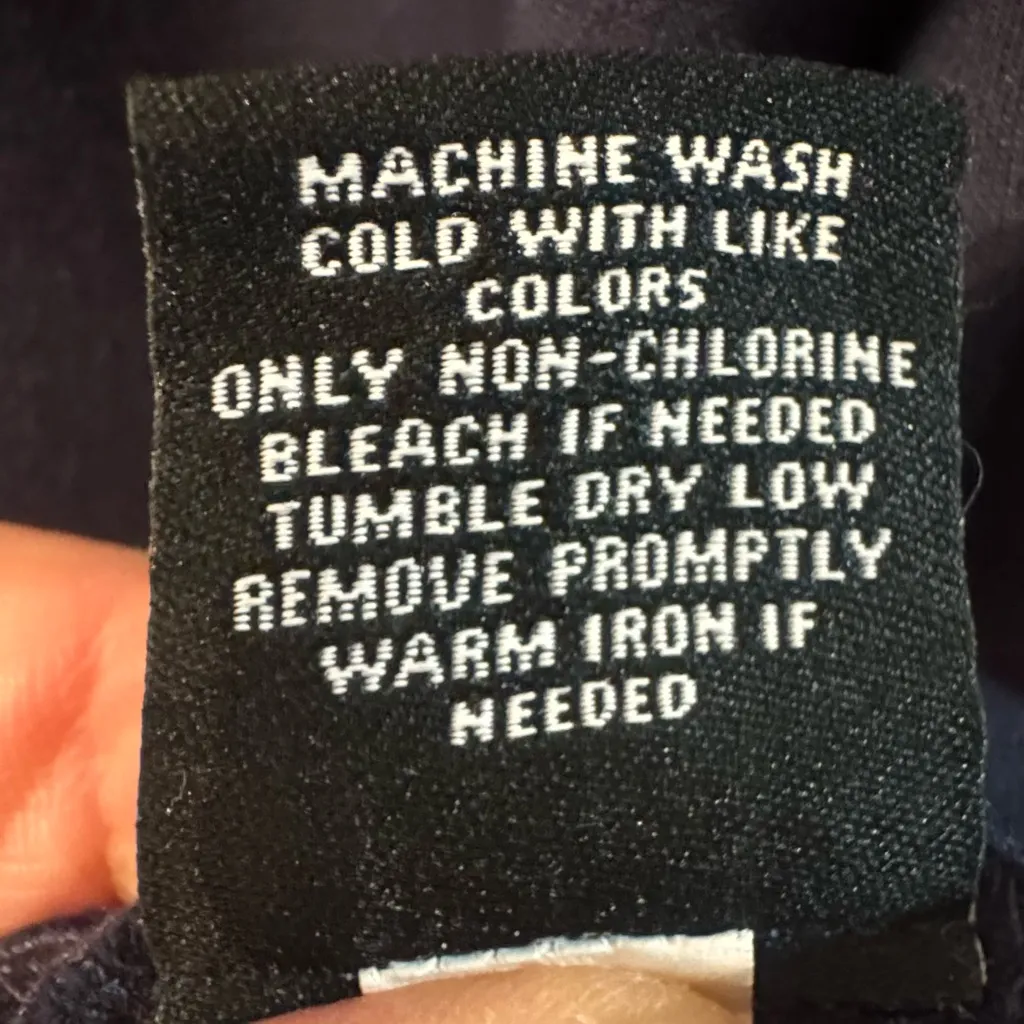 MACHINE WASH
COLD WITH LIKE
COLORS
ONLY NON-CHLORINE
BLEACH IF NEEDED
TUMBLE DRY LOW
REMOVE PROMPTLY
WARM IRON IF
NEEDED